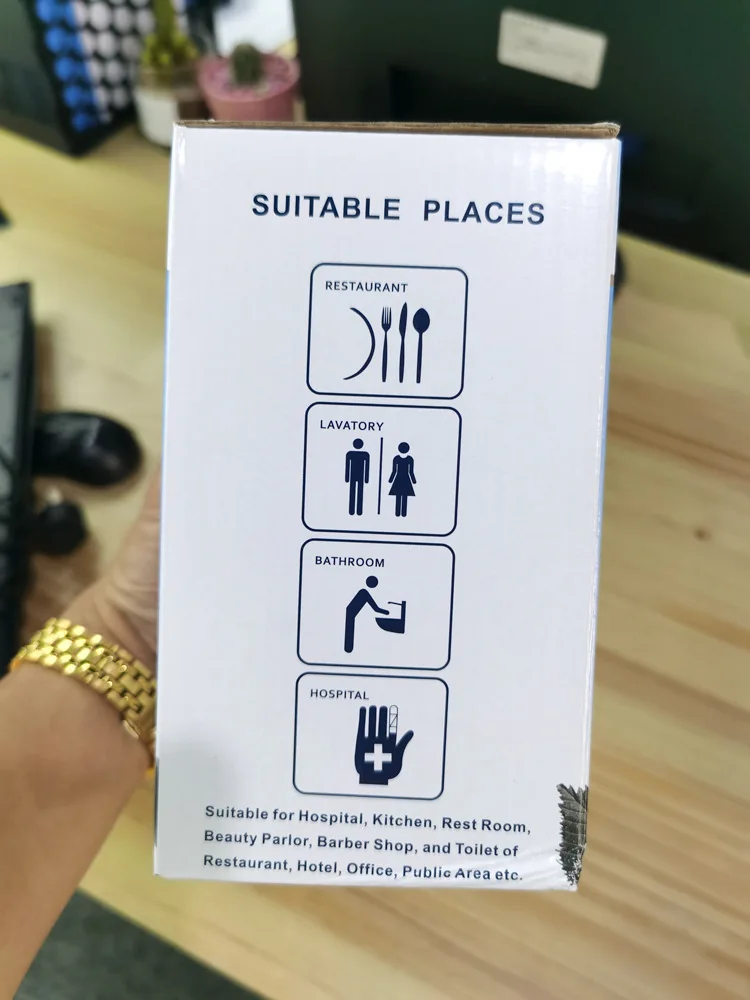 SUITABLE PLACES
RESTAURANT
LAVATORY
BATHROOM
HOSPITAL
Suitable for Hospital, Kitchen, Rest Room,
Beauty Parlor, Barber Shop, and Toilet of
Restaurant, Hotel, Office, Public Area etc.